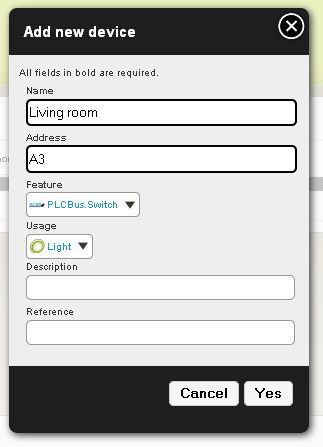 Add new device
All fields in bold are required.
Name
Living room
Address
A3
Feature
PLCBus.Switch
Usage
Light
Description
Reference
Cancel Yes